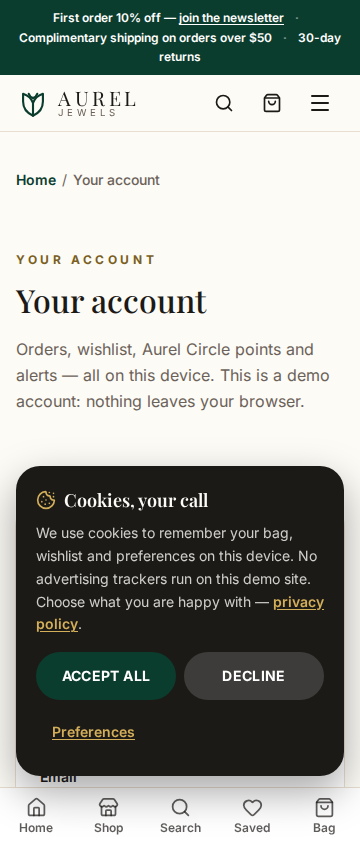 First order 10% off — join the newsletter ·
Complimentary shipping on orders over $50 · 30-day
returns
AUREL
JEWELS
Home / Your account
YOUR ACCOUNT
Your account
Orders, wishlist, Aurel Circle points and
alerts — all on this device. This is a demo
account: nothing leaves your browser.
Cookies, your call
We use cookies to remember your bag,
wishlist and preferences on this device. No
advertising trackers run on this demo site.
Choose what you are happy with — privacy
policy.
ACCEPT ALL DECLINE
Preferences
Email
Home Shop Search Saved Bag